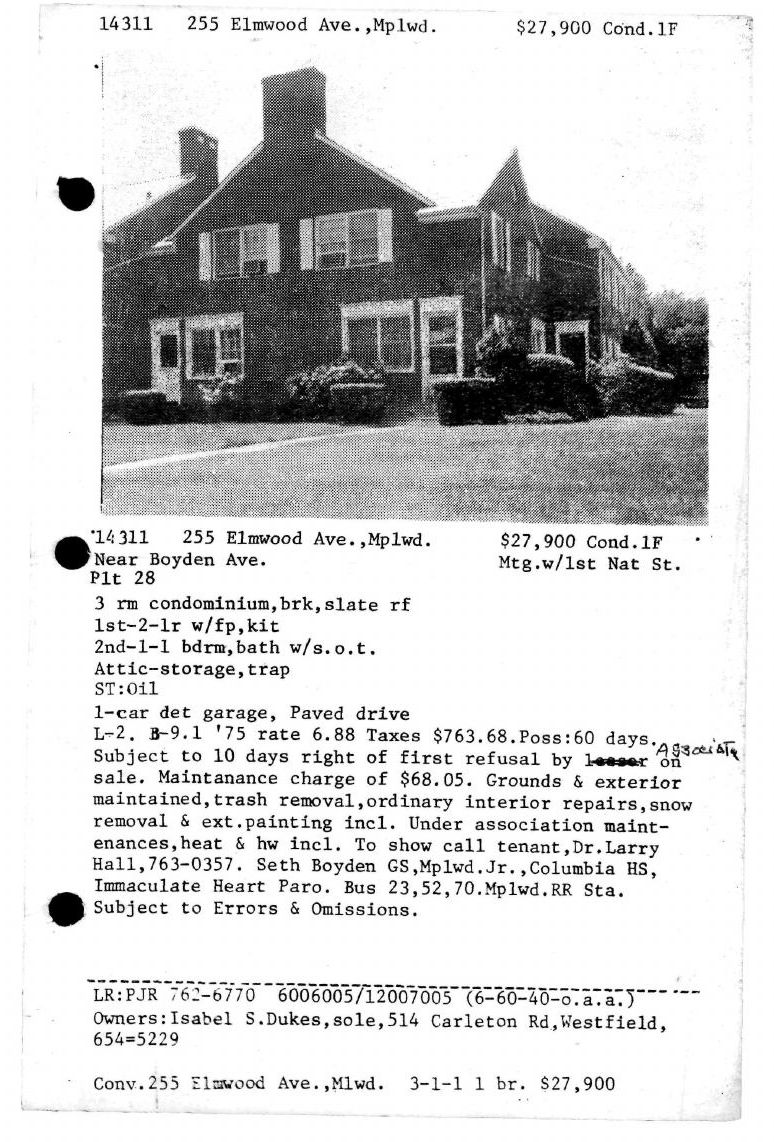 14311 255 Elmwood Ave.,Mplwd. $27,900 Cond.1F
14311 255 Elmwood Ave.,Mplwd. $27,900 Cond.1F
Near Boyden Ave. Mtg.w/1st Nat St.
Plt 28
3 rm condominium,brk,slate rf
1st-2-lr w/fp,kit
2nd-1-1 bdrm,bath w/s.o.t.
Attic-storage,trap
ST:Oil
1-car det garage, Paved drive
L-2. B-9.1 '75 rate 6.88 Taxes $763.68.Poss:60 days.
Associatn
Subject to 10 days right of first refusal by on
sale. Maintanance charge of $68.05. Grounds & exterior
maintained,trash removal,ordinary interior repairs,snow
removal & ext.painting incl. Under association maint-
enances,heat & hw incl. To show call tenant,Dr.Larry
Hall,763-0357. Seth Boyden GS,Mplwd.Jr.,Columbia HS,
Immaculate Heart Paro. Bus 23,52,70.Mplwd.RR Sta.
Subject to Errors & Omissions.
LR:PJR 762-6770 6006005/12007005 (6-60-40-o.a.a.)
Owners:Isabel S.Dukes,sole,514 Carleton Rd,Westfield,
654=5229
Conv.255 Elmwood Ave.,Mlwd. 3-1-1 1 br. $27,900